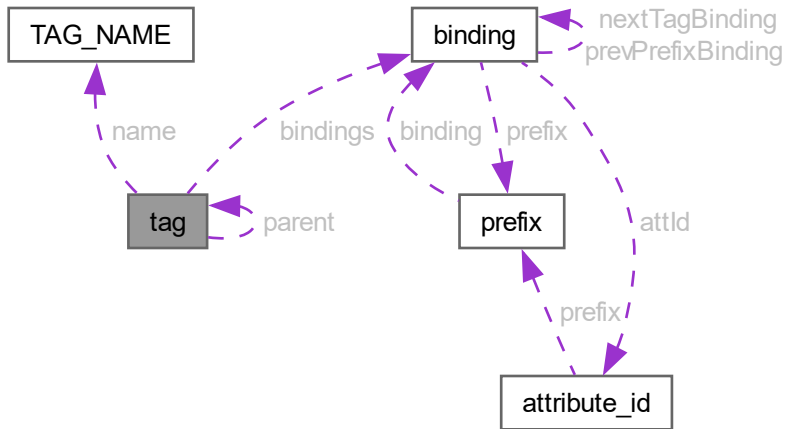 TAG_NAME
binding
nextTagBinding
prevPrefixBinding
name
bindings
binding
prefix
tag
parent
prefix
attId
prefix
attribute_id